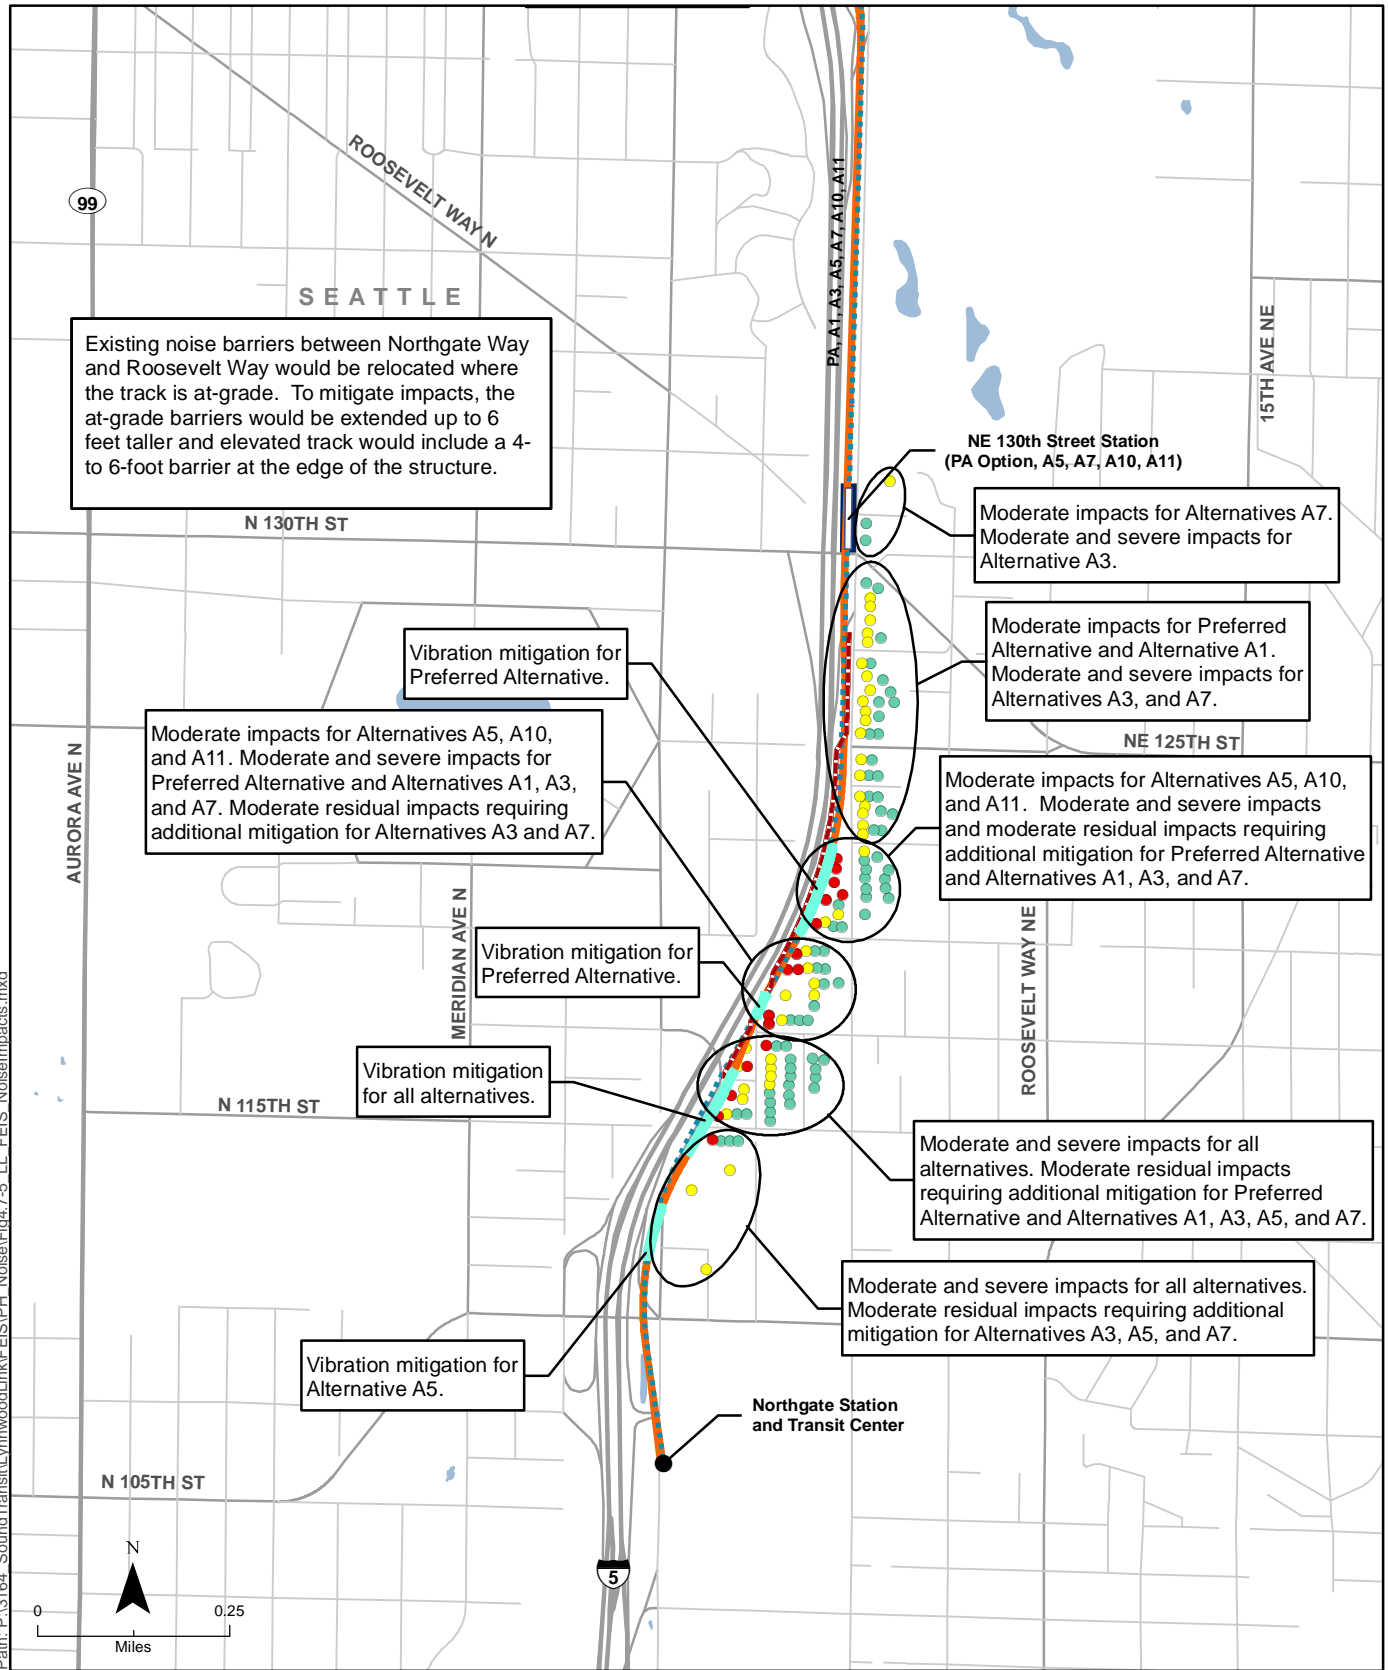 99
ROOSEVELT WAY N
SEATTLE
PA, A1, A3, A5, A7, A10, A11
15TH AVE NE
Existing noise barriers between Northgate Way
and Roosevelt Way would be relocated where
the track is at-grade. To mitigate impacts, the
at-grade barriers would be extended up to 6
feet taller and elevated track would include a 4-
to 6-foot barrier at the edge of the structure.
NE 130th Street Station
(PA Option, A5, A7, A10, A11)
N 130TH ST
Moderate impacts for Alternatives A7.
Moderate and severe impacts for
Alternative A3.
Vibration mitigation for
Preferred Alternative.
Moderate impacts for Preferred
Alternative and Alternative A1.
Moderate and severe impacts for
Alternatives A3, and A7.
Moderate impacts for Alternatives A5, A10,
and A11. Moderate and severe impacts for
Preferred Alternative and Alternatives A1, A3,
and A7. Moderate residual impacts requiring
additional mitigation for Alternatives A3 and A7.
NE 125TH ST
AURORA AVE N
Moderate impacts for Alternatives A5, A10,
and A11. Moderate and severe impacts
and moderate residual impacts requiring
additional mitigation for Preferred Alternative
and Alternatives A1, A3, and A7.
MERIDIAN AVE N
Vibration mitigation for
Preferred Alternative.
ROOSEVELT WAY NE
Vibration mitigation
for all alternatives.
N 115TH ST
Moderate and severe impacts for all
alternatives. Moderate residual impacts
requiring additional mitigation for Preferred
Alternative and Alternatives A1, A3, A5, and A7.
Moderate and severe impacts for all alternatives.
Moderate residual impacts requiring additional
mitigation for Alternatives A3, A5, and A7.
Vibration mitigation for
Alternative A5.
Northgate Station
and Transit Center
N 105TH ST
N
5
0 0.25
Miles
Path: P:\3164_SoundTransit\LynnwoodLink\FEIS\PH_Noise\Fig4.7-5_LL_FEIS_NoiseImpacts.mxd